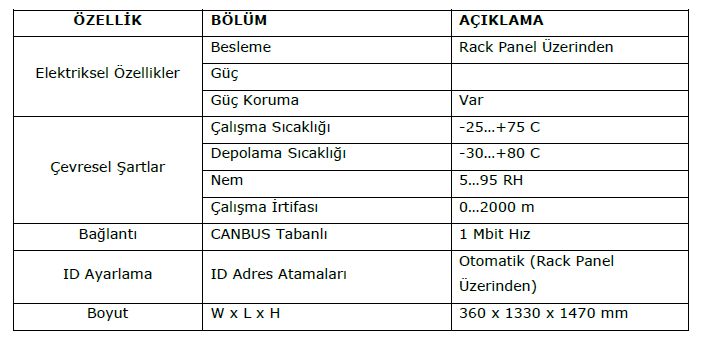 ÖZELLİK BÖLÜM AÇIKLAMA
Elektriksel Özellikler
Besleme Rack Panel Üzerinden
Güç
Güç Koruma Var
Çevresel Şartlar
Çalışma Sıcaklığı -25…+75 C
Depolama Sıcaklığı -30…+80 C
Nem 5…95 RH
Çalışma İrtifası 0…2000 m
Bağlantı CANBUS Tabanlı 1 Mbit Hız
ID Ayarlama ID Adres Atamaları Otomatik (Rack Panel
Üzerinden)
Boyut W x L x H 360 x 1330 x 1470 mm